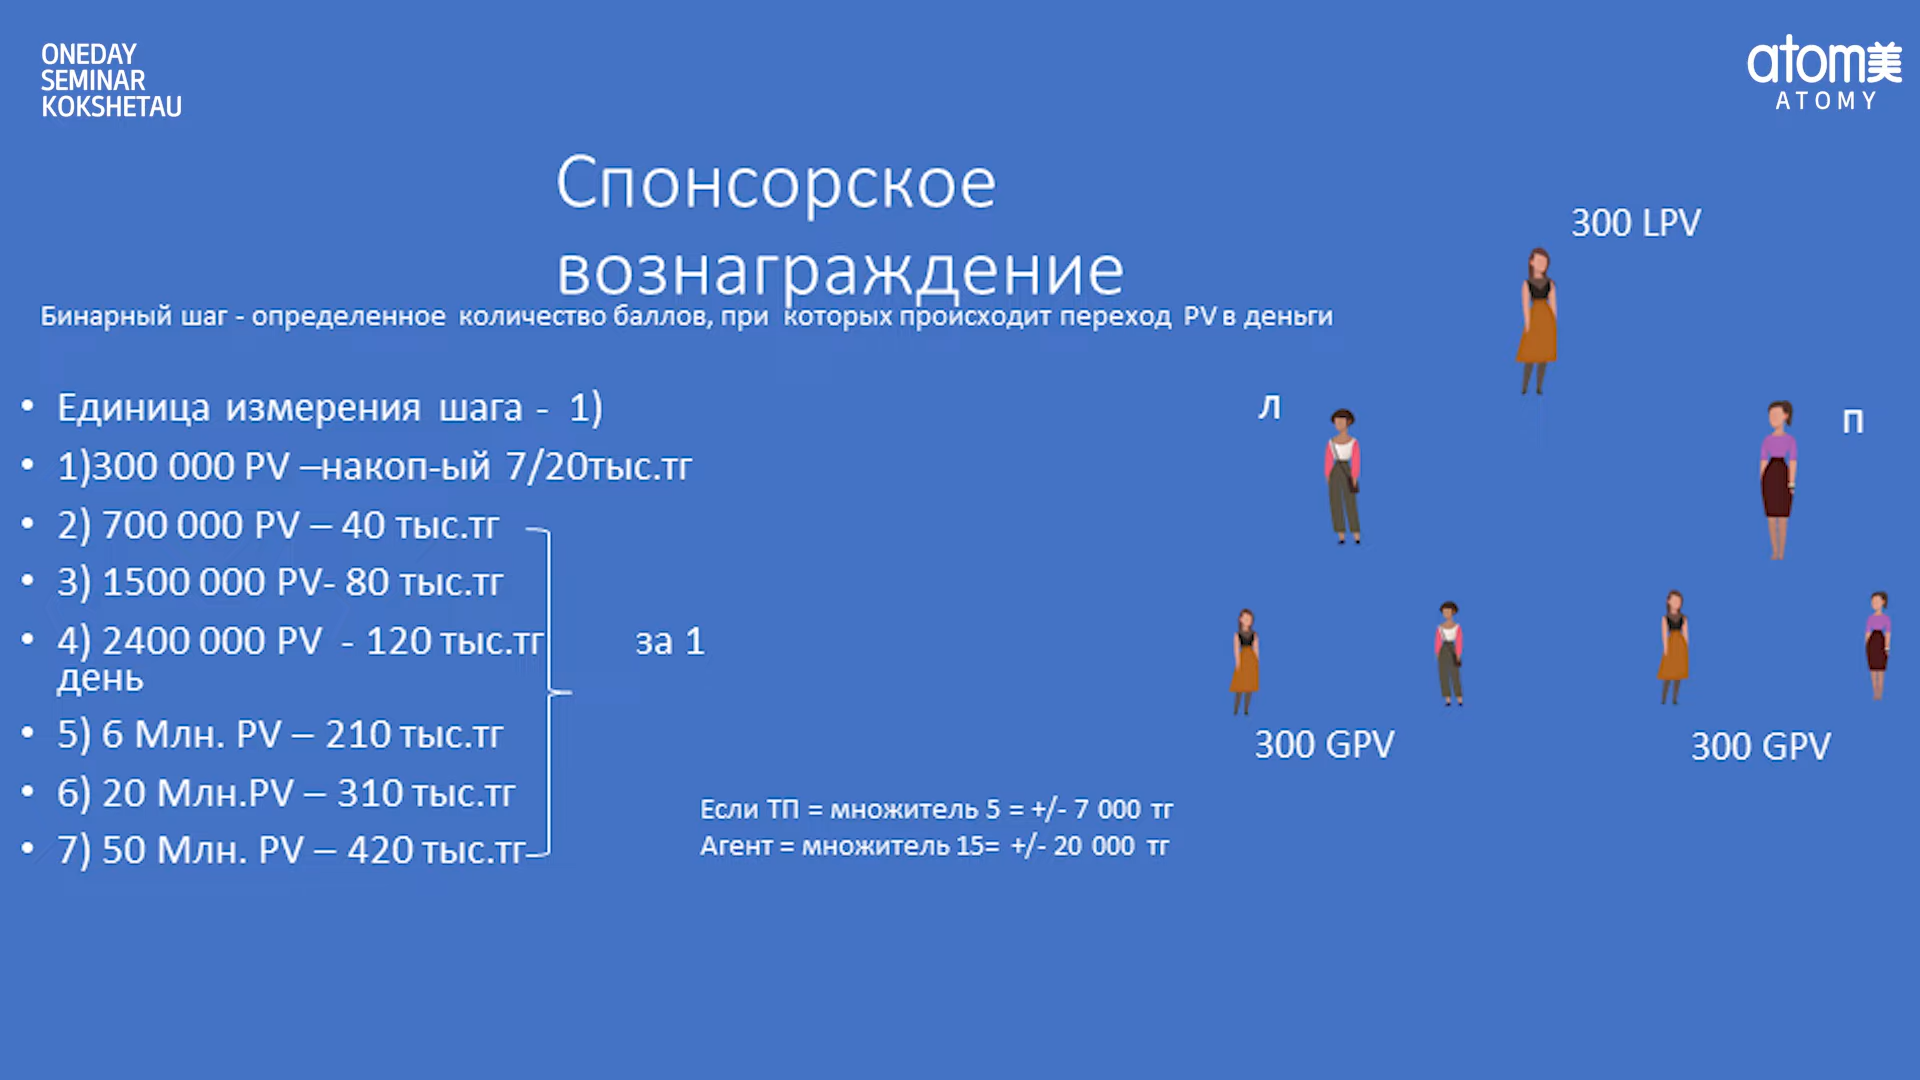 ONEDAY
SEMINAR
KOKSHETAU
atom美
ATOMY
Спонсорское
вознаграждение
Бинарный шаг - определенное количество баллов, при которых происходит переход PV в деньги
• Единица измерения шага - 1)
• 1)300 000 PV –накоп-ый 7/20тыс.тг
• 2) 700 000 PV – 40 тыс.тг
• 3) 1500 000 PV- 80 тыс.тг
• 4) 2400 000 PV - 120 тыс.тг за 1
день
• 5) 6 Млн. PV – 210 тыс.тг
• 6) 20 Млн.PV – 310 тыс.тг
• 7) 50 Млн. PV – 420 тыс.тг
300 LPV
л
п
300 GPV
300 GPV
Если ТП = множитель 5 = +/- 7 000 тг
Агент = множитель 15= +/- 20 000 тг